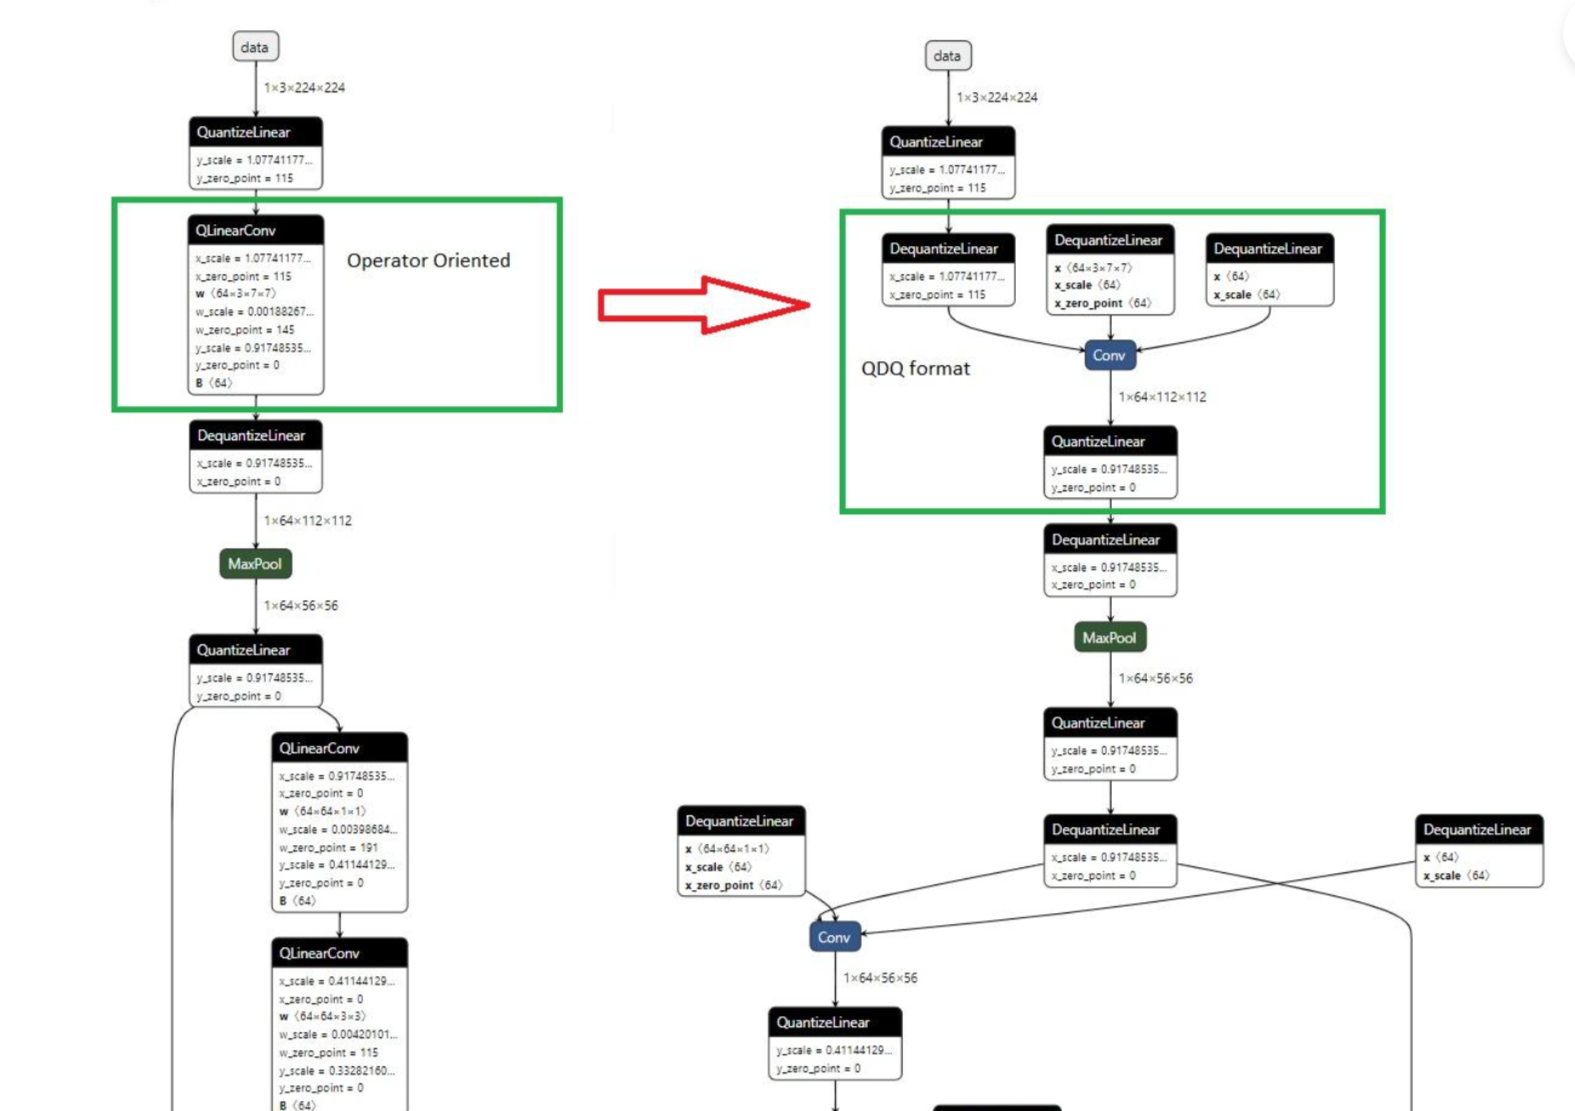 data
1×3×224×224
QuantizeLinear
y_scale = 1.07741177...
y_zero_point = 115
QLinearConv
x_scale = 1.07741177...
x_zero_point = 115
w ⟨64×3×7×7⟩
w_scale = 0.00188267...
w_zero_point = 145
y_scale = 0.91748535...
y_zero_point = 0
B ⟨64⟩
Operator Oriented
DequantizeLinear
x_scale = 0.91748535...
x_zero_point = 0
1×64×112×112
MaxPool
1×64×56×56
QuantizeLinear
y_scale = 0.91748535...
y_zero_point = 0
QLinearConv
x_scale = 0.91748535...
x_zero_point = 0
w ⟨64×64×1×1⟩
w_scale = 0.00398684...
w_zero_point = 191
y_scale = 0.41144129...
y_zero_point = 0
B ⟨64⟩
QLinearConv
x_scale = 0.41144129...
x_zero_point = 0
w ⟨64×64×3×3⟩
w_scale = 0.00420101...
w_zero_point = 115
y_scale = 0.33282160...
y_zero_point = 0
B ⟨64⟩
data
1×3×224×224
QuantizeLinear
y_scale = 1.07741177...
y_zero_point = 115
DequantizeLinear
x_scale = 1.07741177...
x_zero_point = 115
DequantizeLinear
x ⟨64×3×7×7⟩
x_scale ⟨64⟩
x_zero_point ⟨64⟩
DequantizeLinear
x ⟨64⟩
x_scale ⟨64⟩
Conv
QDQ format
1×64×112×112
QuantizeLinear
y_scale = 0.91748535...
y_zero_point = 0
DequantizeLinear
x_scale = 0.91748535...
x_zero_point = 0
MaxPool
1×64×56×56
QuantizeLinear
y_scale = 0.91748535...
y_zero_point = 0
DequantizeLinear
x ⟨64×64×1×1⟩
x_scale ⟨64⟩
x_zero_point ⟨64⟩
DequantizeLinear
x_scale = 0.91748535...
x_zero_point = 0
DequantizeLinear
x ⟨64⟩
x_scale ⟨64⟩
Conv
1×64×56×56
QuantizeLinear
y_scale = 0.41144129...
y_zero_point = 0